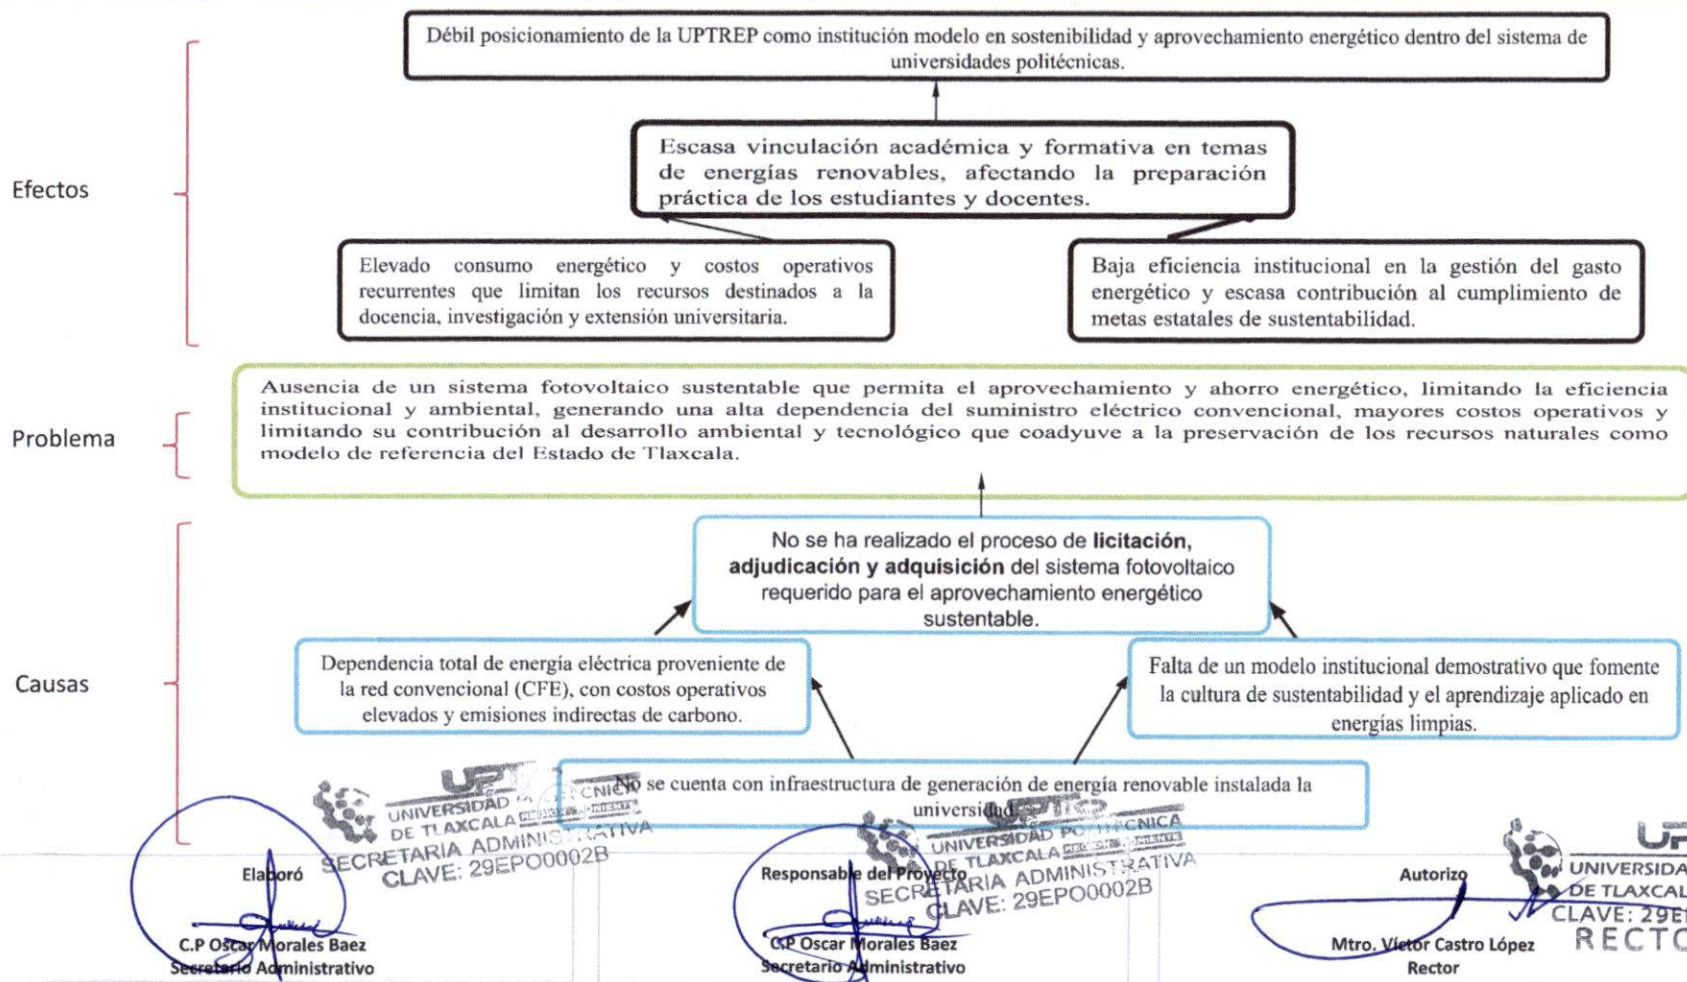 Débil posicionamiento de la UPTREP como institución modelo en sostenibilidad y aprovechamiento energético dentro del sistema de
universidades politécnicas.
Efectos
Escasa vinculación académica y formativa en temas
de energías renovables, afectando la preparación
práctica de los estudiantes y docentes.
Elevado consumo energético y costos operativos
recurrentes que limitan los recursos destinados a la
docencia, investigación y extensión universitaria.
Baja eficiencia institucional en la gestión del gasto
energético y escasa contribución al cumplimiento de
metas estatales de sustentabilidad.
Problema
Ausencia de un sistema fotovoltaico sustentable que permita el aprovechamiento y ahorro energético, limitando la eficiencia
institucional y ambiental, generando una alta dependencia del suministro eléctrico convencional, mayores costos operativos y
limitando su contribución al desarrollo ambiental y tecnológico que coadyuve a la preservación de los recursos naturales como
modelo de referencia del Estado de Tlaxcala.
Causas
No se ha realizado el proceso de licitación,
adjudicación y adquisición del sistema fotovoltaico
requerido para el aprovechamiento energético
sustentable.
Dependencia total de energía eléctrica proveniente de
la red convencional (CFE), con costos operativos
elevados y emisiones indirectas de carbono.
Falta de un modelo institucional demostrativo que fomente
la cultura de sustentabilidad y el aprendizaje aplicado en
energías limpias.
No se cuenta con infraestructura de generación de energía renovable instalada la
universidad.
UNIVERSIDAD
DE TLAXCALA
SECRETARIA ADMINISTRATIVA
CLAVE: 29EPO0002B
Elaboró
C.P Oscar Morales Baez
Secretario Administrativo
UNIVERSIDAD POLITECNICA
DE TLAXCALA
SECRETARIA ADMINISTRATIVA
CLAVE: 29EPO0002B
Responsable del Proyecto
C.P Oscar Morales Baez
Secretario Administrativo
UNIVERSIDA
DE TLAXCAL
CLAVE: 29E
RECTO
Autorizo
Mtro. Víctor Castro López
Rector